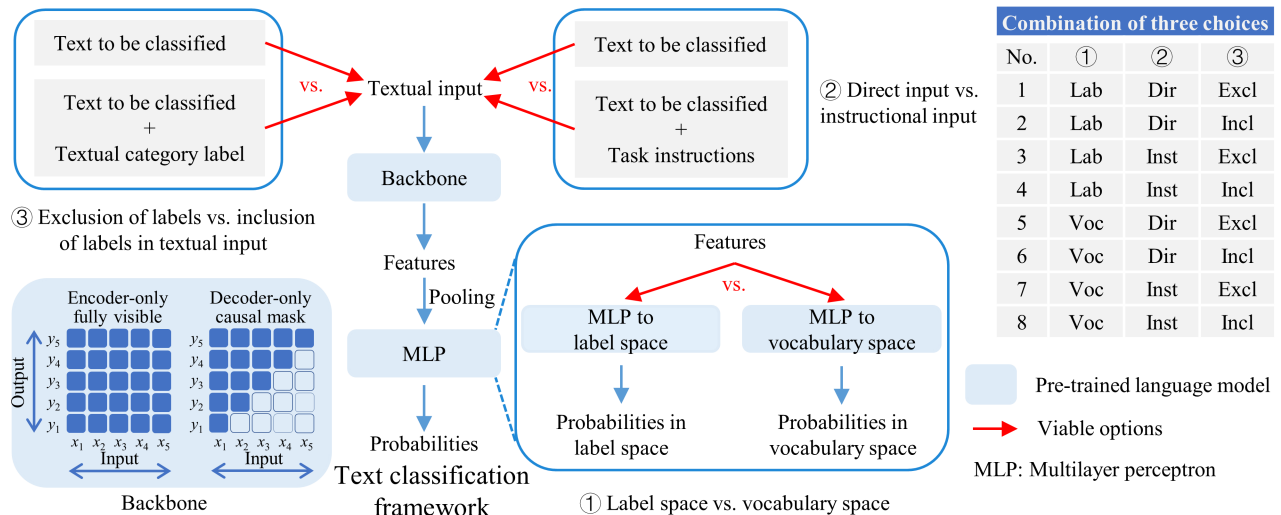 Text to be classified
Text to be classified
+
Textual category label
vs.
Textual input
vs.
Text to be classified
Text to be classified
+
Task instructions
② Direct input vs.
instructional input
③ Exclusion of labels vs. inclusion
of labels in textual input
Backbone
Features
Pooling
MLP
Probabilities
Text classification
framework
Encoder-only
fully visible
Decoder-only
causal mask
Output
y5
y4
y3
y2
y1
x1 x2 x3 x4 x5
Input
y5
y4
y3
y2
y1
x1 x2 x3 x4 x5
Input
Backbone
Features
vs.
MLP to
label space
MLP to
vocabulary space
Probabilities in
label space
Probabilities in
vocabulary space
① Label space vs. vocabulary space
Combination of three choices
No. ① ② ③
1 Lab Dir Excl
2 Lab Dir Incl
3 Lab Inst Excl
4 Lab Inst Incl
5 Voc Dir Excl
6 Voc Dir Incl
7 Voc Inst Excl
8 Voc Inst Incl
Pre-trained language model
Viable options
MLP: Multilayer perceptron